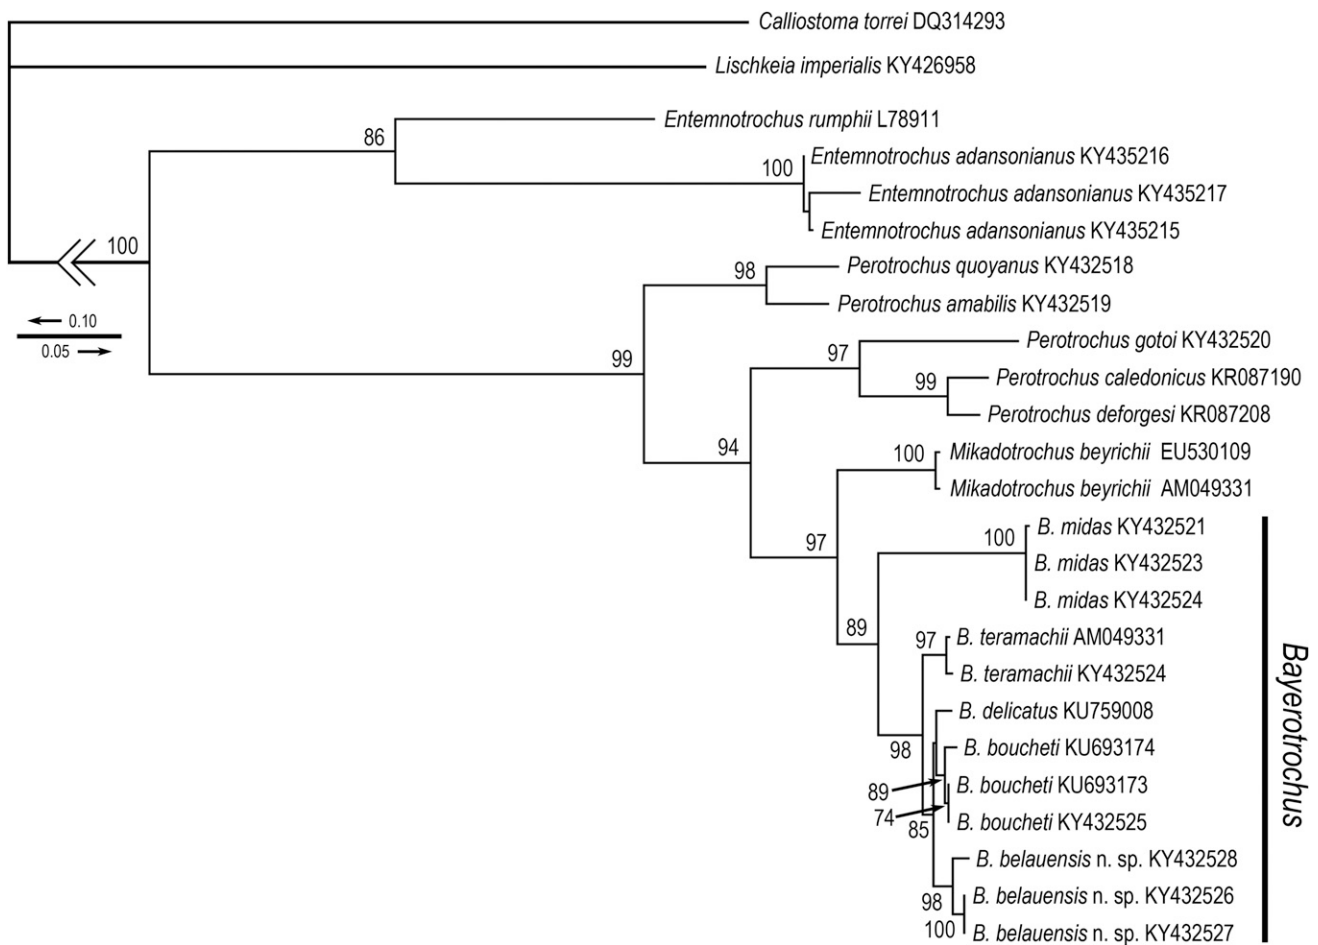 Calliostoma torrei DQ314293
Lischkeia imperialis KY426958
Entemnotrochus rumphii L78911
86
Entemnotrochus adansonianus KY435216
100
Entemnotrochus adansonianus KY435217
Entemnotrochus adansonianus KY435215
100
Perotrochus quoyanus KY432518
98
Perotrochus amabilis KY432519
0.10
0.05
Perotrochus gotoi KY432520
97
99
Perotrochus caledonicus KR087190
99
Perotrochus deforgesi KR087208
94
Mikadotrochus beyrichii EU530109
100
Mikadotrochus beyrichii AM049331
B. midas KY432521
100
97
B. midas KY432523
B. midas KY432524
89
B. teramachii AM049331
97
B. teramachii KY432524
B. delicatus KU759008
98
B. boucheti KU693174
89
B. boucheti KU693173
74
85
B. boucheti KY432525
B. belauensis n. sp. KY432528
98
B. belauensis n. sp. KY432526
100
B. belauensis n. sp. KY432527
Bayerotrochus